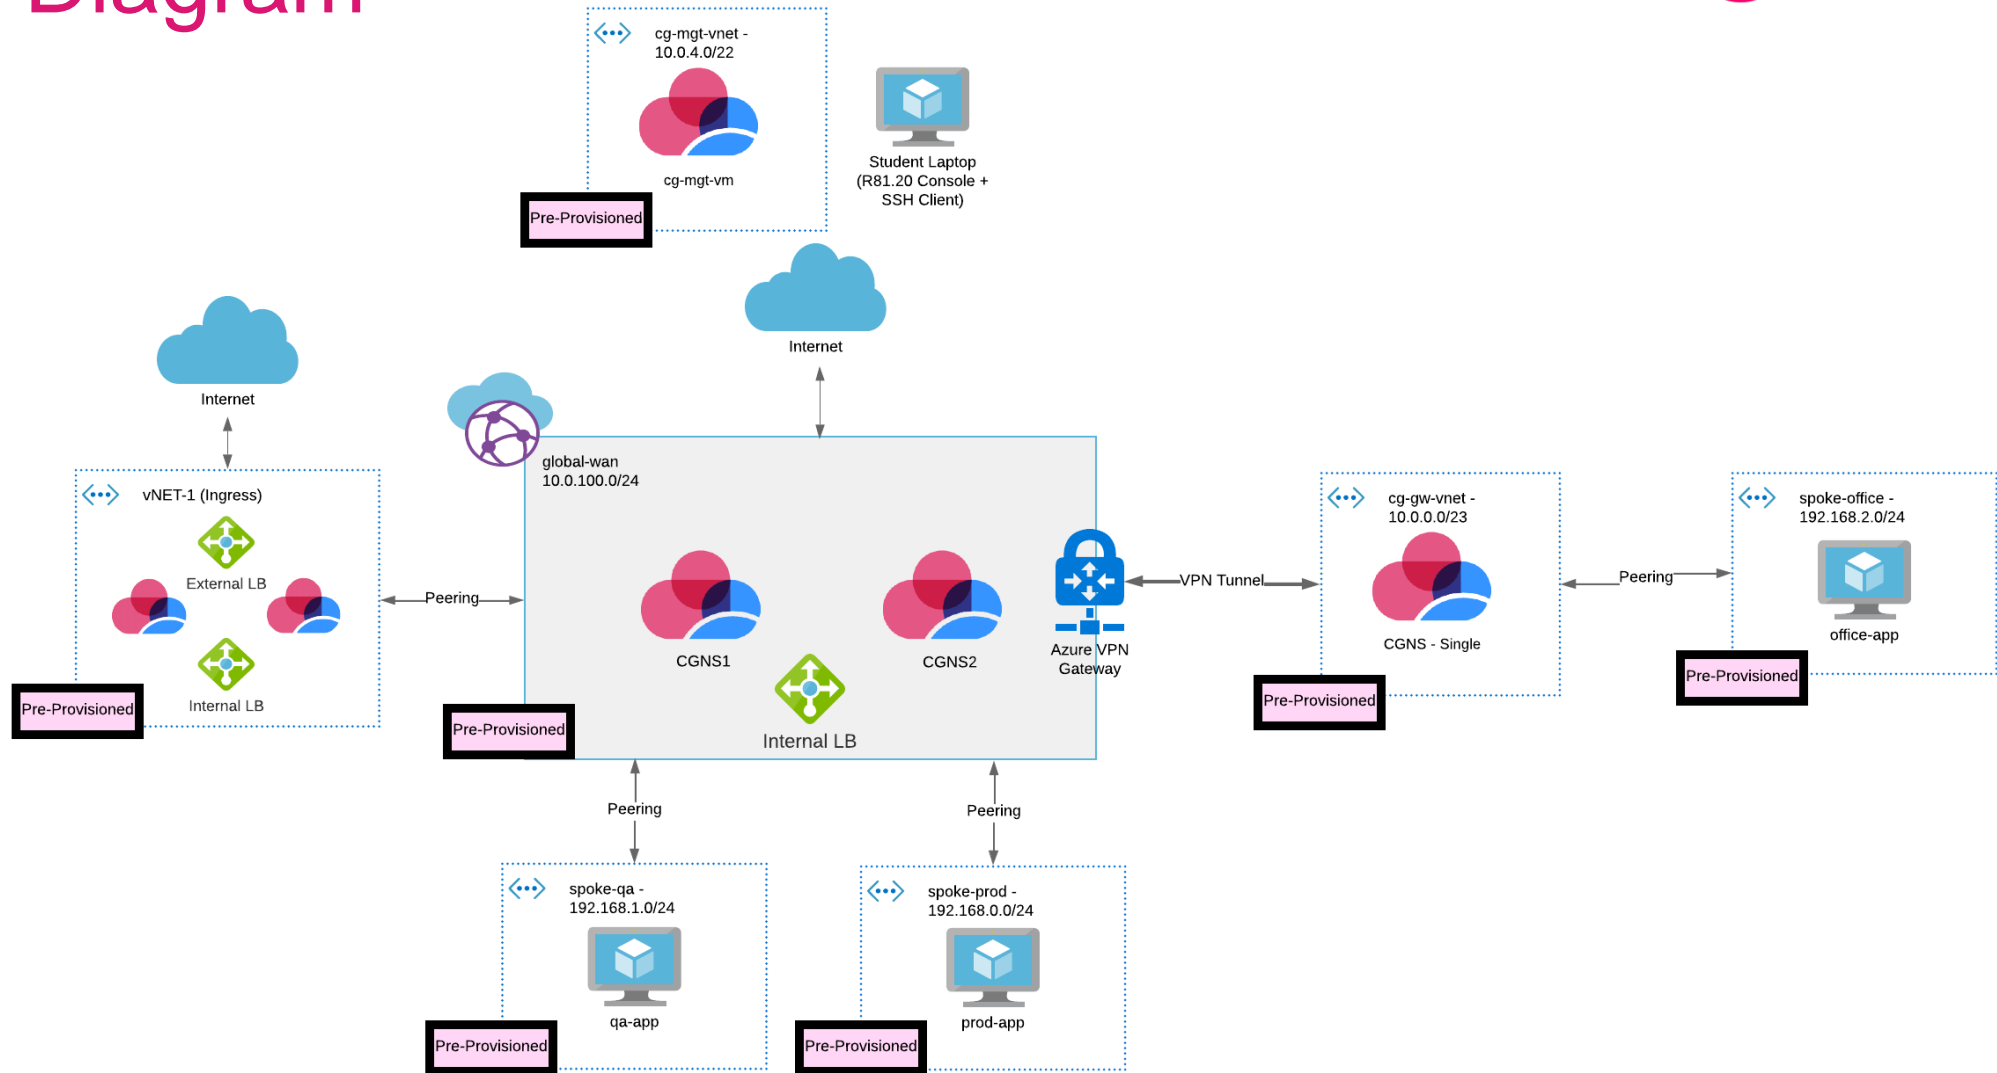 Diagram
cg-mgt-vnet -
10.0.4.0/22
cg-mgt-vm
Pre-Provisioned
Student Laptop
(R81.20 Console +
SSH Client)
Internet
Internet
global-wan
10.0.100.0/24
CGNS1
CGNS2
Internal LB
Azure VPN
Gateway
Pre-Provisioned
vNET-1 (Ingress)
External LB
Internal LB
Pre-Provisioned
Peering
VPN Tunnel
cg-gw-vnet -
10.0.0.0/23
CGNS - Single
Pre-Provisioned
Peering
spoke-office -
192.168.2.0/24
office-app
Pre-Provisioned
Peering
Peering
spoke-qa -
192.168.1.0/24
qa-app
Pre-Provisioned
spoke-prod -
192.168.0.0/24
prod-app
Pre-Provisioned